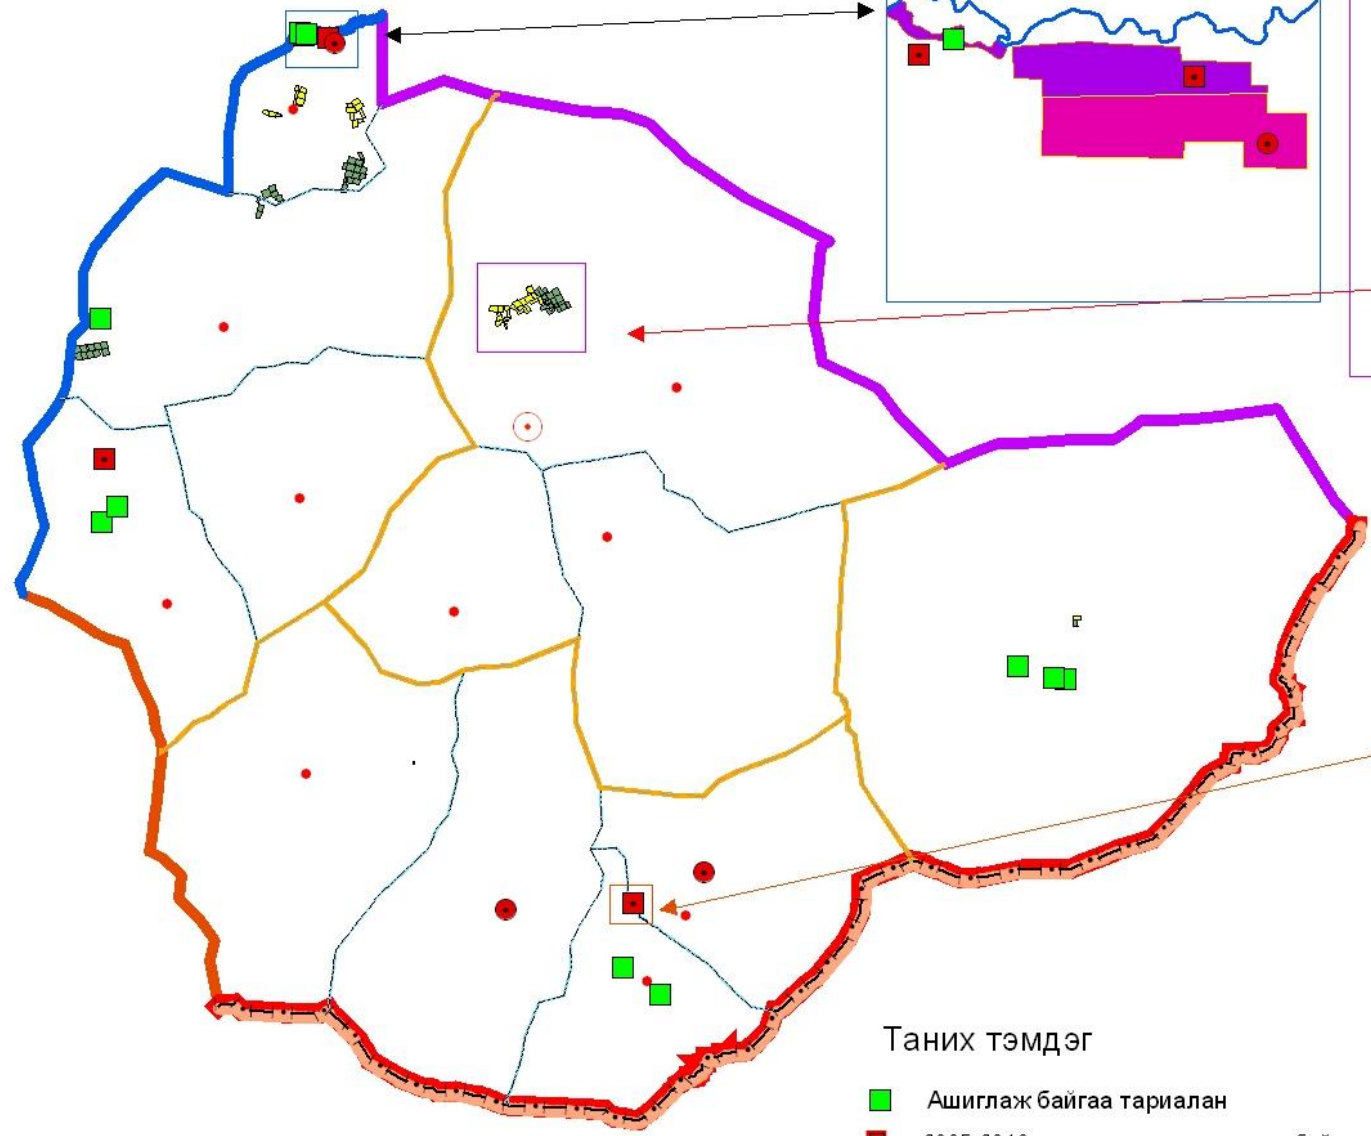 Таних тэмдэг
Ашиглаж байгаа тариалан